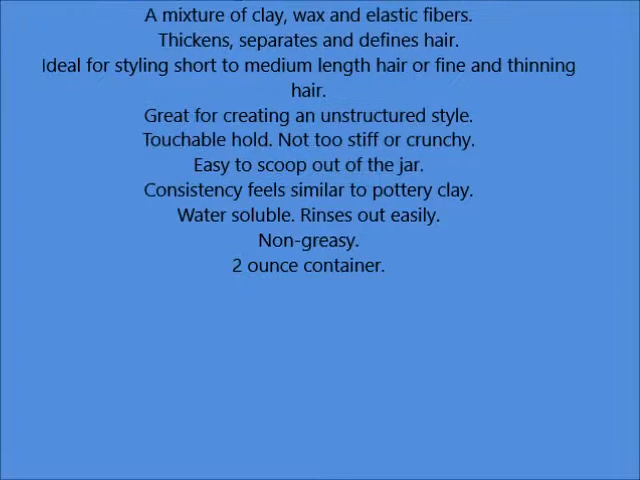 A mixture of clay, wax and elastic fibers.
Thickens, separates and defines hair.
Ideal for styling short to medium length hair or fine and thinning
hair.
Great for creating an unstructured style.
Touchable hold. Not too stiff or crunchy.
Easy to scoop out of the jar.
Consistency feels similar to pottery clay.
Water soluble. Rinses out easily.
Non-greasy.
2 ounce container.